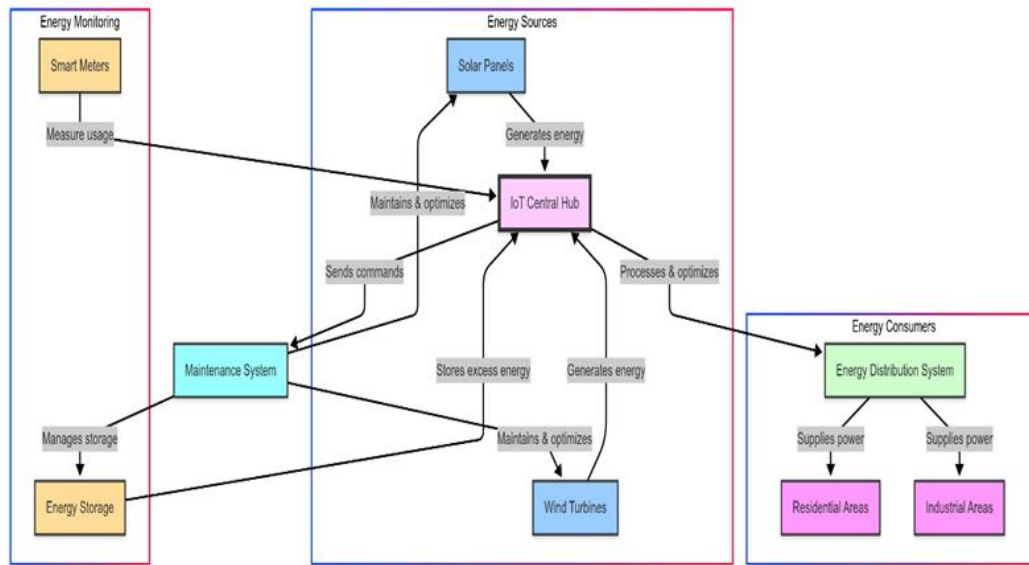 Energy Monitoring
Energy Sources
Smart Meters
Solar Panels
Measure usage
Generates energy
Maintains & optimizes
IoT Central Hub
Sends commands
Processes & optimizes
Energy Consumers
Maintenance System
Stores excess energy
Generates energy
Energy Distribution System
Manages storage
Maintains & optimizes
Supplies power
Supplies power
Energy Storage
Wind Turbines
Residential Areas
Industrial Areas